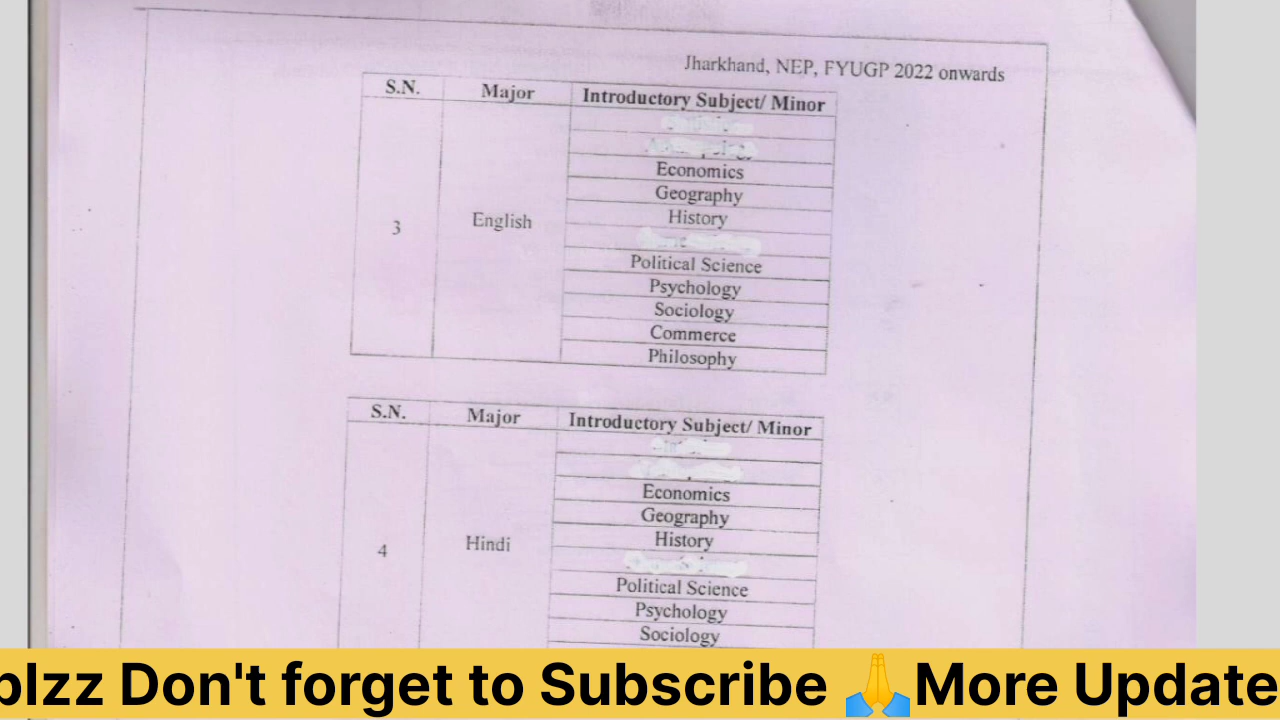 Jharkhand, NEP, FYUGP 2022 onwards
S.N. Major Introductory Subject/ Minor
Economics
Geography
History
3 English
Political Science
Psychology
Sociology
Commerce
Philosophy
S.N. Major Introductory Subject/ Minor
Economics
Geography
History
4 Hindi
Political Science
Psychology
Sociology
plzz Don't forget to Subscribe 🙏More Update